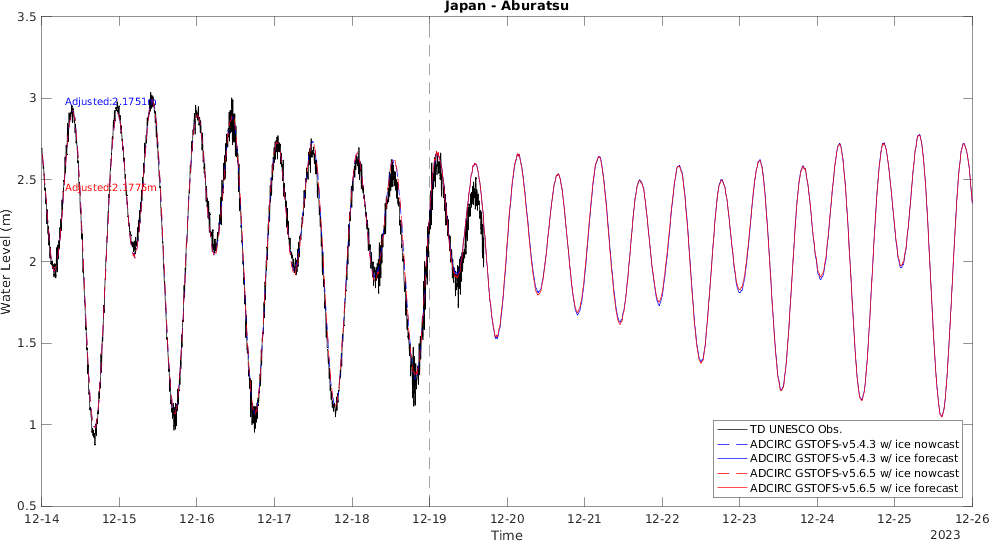 Japan - Aburatsu
3.5
3
2.5
2
1.5
1
0.5
Water Level (m)
Adjusted:2.1751m
Adjusted:2.1775m
TD UNESCO Obs.
ADCIRC GSTOFS-v5.4.3 w/ ice nowcast
ADCIRC GSTOFS-v5.4.3 w/ ice forecast
ADCIRC GSTOFS-v5.6.5 w/ ice nowcast
ADCIRC GSTOFS-v5.6.5 w/ ice forecast
12-14 12-15 12-16 12-17 12-18 12-19 12-20 12-21 12-22 12-23 12-24 12-25 12-26
Time
2023